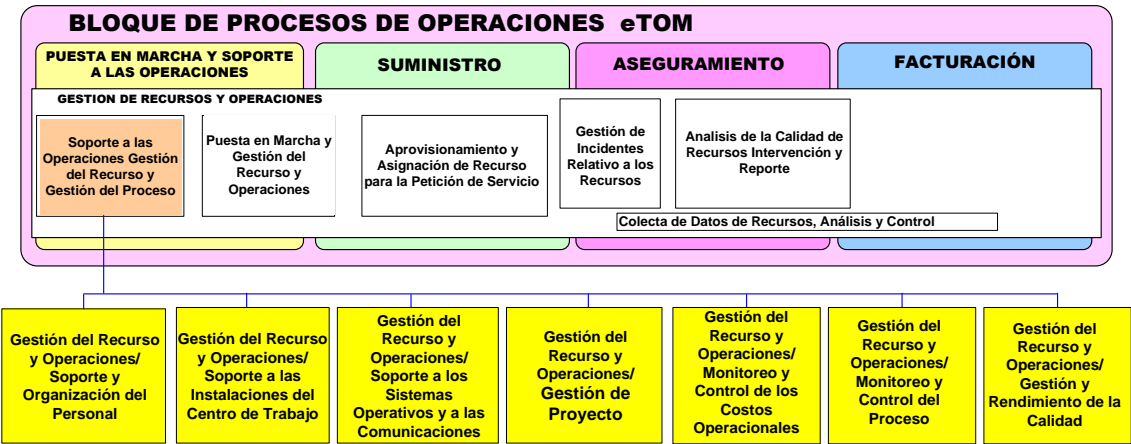 BLOQUE DE PROCESOS DE OPERACIONES eTOM
PUESTA EN MARCHA Y SOPORTE
A LAS OPERACIONES
SUMINISTRO
ASEGURAMIENTO
FACTURACIÓN
GESTION DE RECURSOS Y OPERACIONES
Soporte a las
Operaciones Gestión
del Recurso y
Gestión del Proceso
Puesta en Marcha y
Gestión del
Recurso y
Operaciones
Aprovisionamiento y
Asignación de Recurso
para la Petición de Servicio
Gestión de
Incidentes
Relativo a los
Recursos
Analisis de la Calidad de
Recursos Intervención y
Reporte
Colecta de Datos de Recursos, Análisis y Control
Gestión del Recurso
y Operaciones/
Soporte y
Organización del
Personal
Gestión del Recurso
y Operaciones/
Soporte a las
Instalaciones del
Centro de Trabajo
Gestión del
Recurso y
Operaciones/
Soporte a los
Sistemas
Operativos y a las
Comunicaciones
Gestión del
Recurso y
Operaciones/
Gestión de
Proyecto
Gestión del
Recurso y
Operaciones/
Monitoreo y
Control de los
Costos
Operacionales
Gestión del
Recurso y
Operaciones/
Monitoreo y
Control del
Proceso
Gestión del
Recurso y
Operaciones/
Gestión y
Rendimiento de la
Calidad